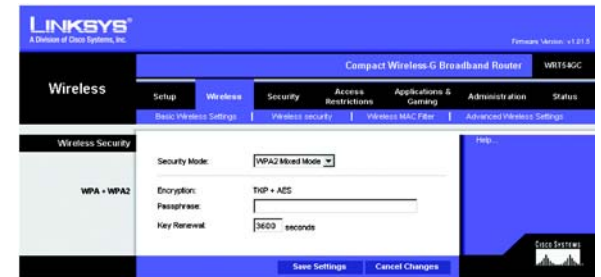 LINKSYS®
A Division of Cisco Systems, Inc.
Firmware Version: v1.01.5
Compact Wireless-G Broadband Router WRT54GC
Wireless
Setup Wireless Security Access Restrictions Applications & Gaming Administration Status
Basic Wireless Settings | Wireless security | Wireless MAC Filter | Advanced Wireless Settings
Wireless Security
Help...
Security Mode: WPA2 Mixed Mode
WPA + WPA2
Encryption: TKIP + AES
Passphrase:
Key Renewal: 3600 seconds
CISCO SYSTEMS
Save Settings Cancel Changes